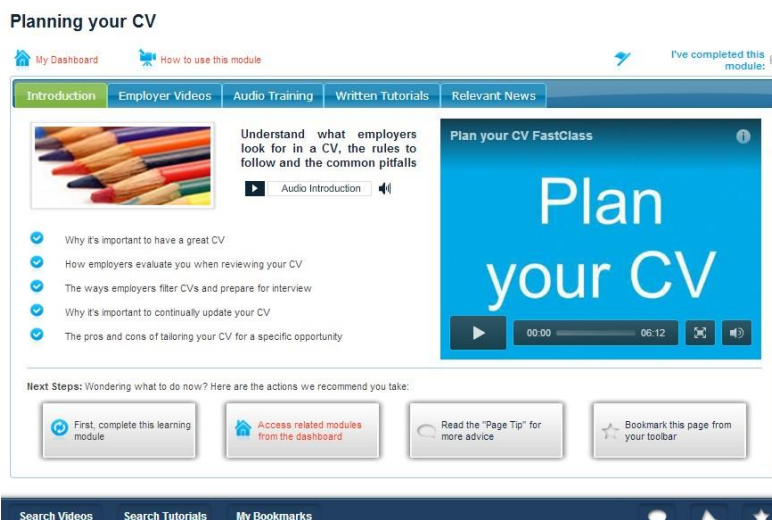 Planning your CV
My Dashboard
How to use this module
I've completed this
module:
Introduction
Employer Videos
Audio Training
Written Tutorials
Relevant News
Understand what employers
look for in a CV, the rules to
follow and the common pitfalls
Audio Introduction
Plan your CV FastClass
Plan
your CV
00:00
06:12
Why it's important to have a great CV
How employers evaluate you when reviewing your CV
The ways employers filter CVs and prepare for interview
Why it's important to continually update your CV
The pros and cons of tailoring your CV for a specific opportunity
Next Steps: Wondering what to do now? Here are the actions we recommend you take:
First, complete this learning
module
Access related modules
from the dashboard
Read the "Page Tip" for
more advice
Bookmark this page from
your toolbar
Search Videos
Search Tutorials
My Bookmarks